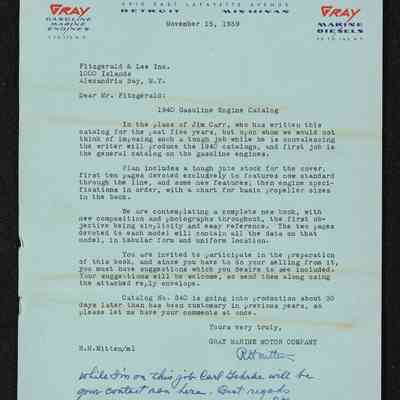 GRAY
GASOLINE
MARINE
ENGINES
EAST LAFAYETTE AVENUE
DETROIT MICHIGAN
GRAY
MARINE
DIESELS
November 15, 1939
Fitzgerald & Lee Inc.
1000 Islands
Alexandria Bay, N.Y.
Dear Mr. Fitzgerald:
1940 Gasoline Engine Catalog
In the place of Jim Carr, who has written this
catalog for the past five years, but upon whom we would not
think of imposing such a tough job while he is convalescing
the writer will produce the 1940 catalogs, and first job is
the general catalog on the gasoline engines.
Plan includes a tough jute stock for the cover,
first ten pages devoted exclusively to features now standard
through the line, and some new features; then engine speci-
fications in order, with a chart for basic propeller sizes
in the back.
We are contemplating a complete new book, with
new composition and photographs throughout, the first ob-
jective being simplicity and easy reference. The two pages
devoted to each model will contain all the data on that
model, in tabular form and uniform location.
You are invited to participate in the preparation
of this book, and since you have to do your selling from it,
you must have suggestions which you desire to see included.
Your suggestions will be welcome, so send them along using
the attached reply envelope.
Catalog No. 840 is going into production about 30
days later than has been customary in previous years, so
please let me have your comments at once.
Yours very truly,
GRAY MARINE MOTOR COMPANY
R.H.Mitten/ml
RHMitten
While I'm on this job Carl will be
your contact man here. Best regards